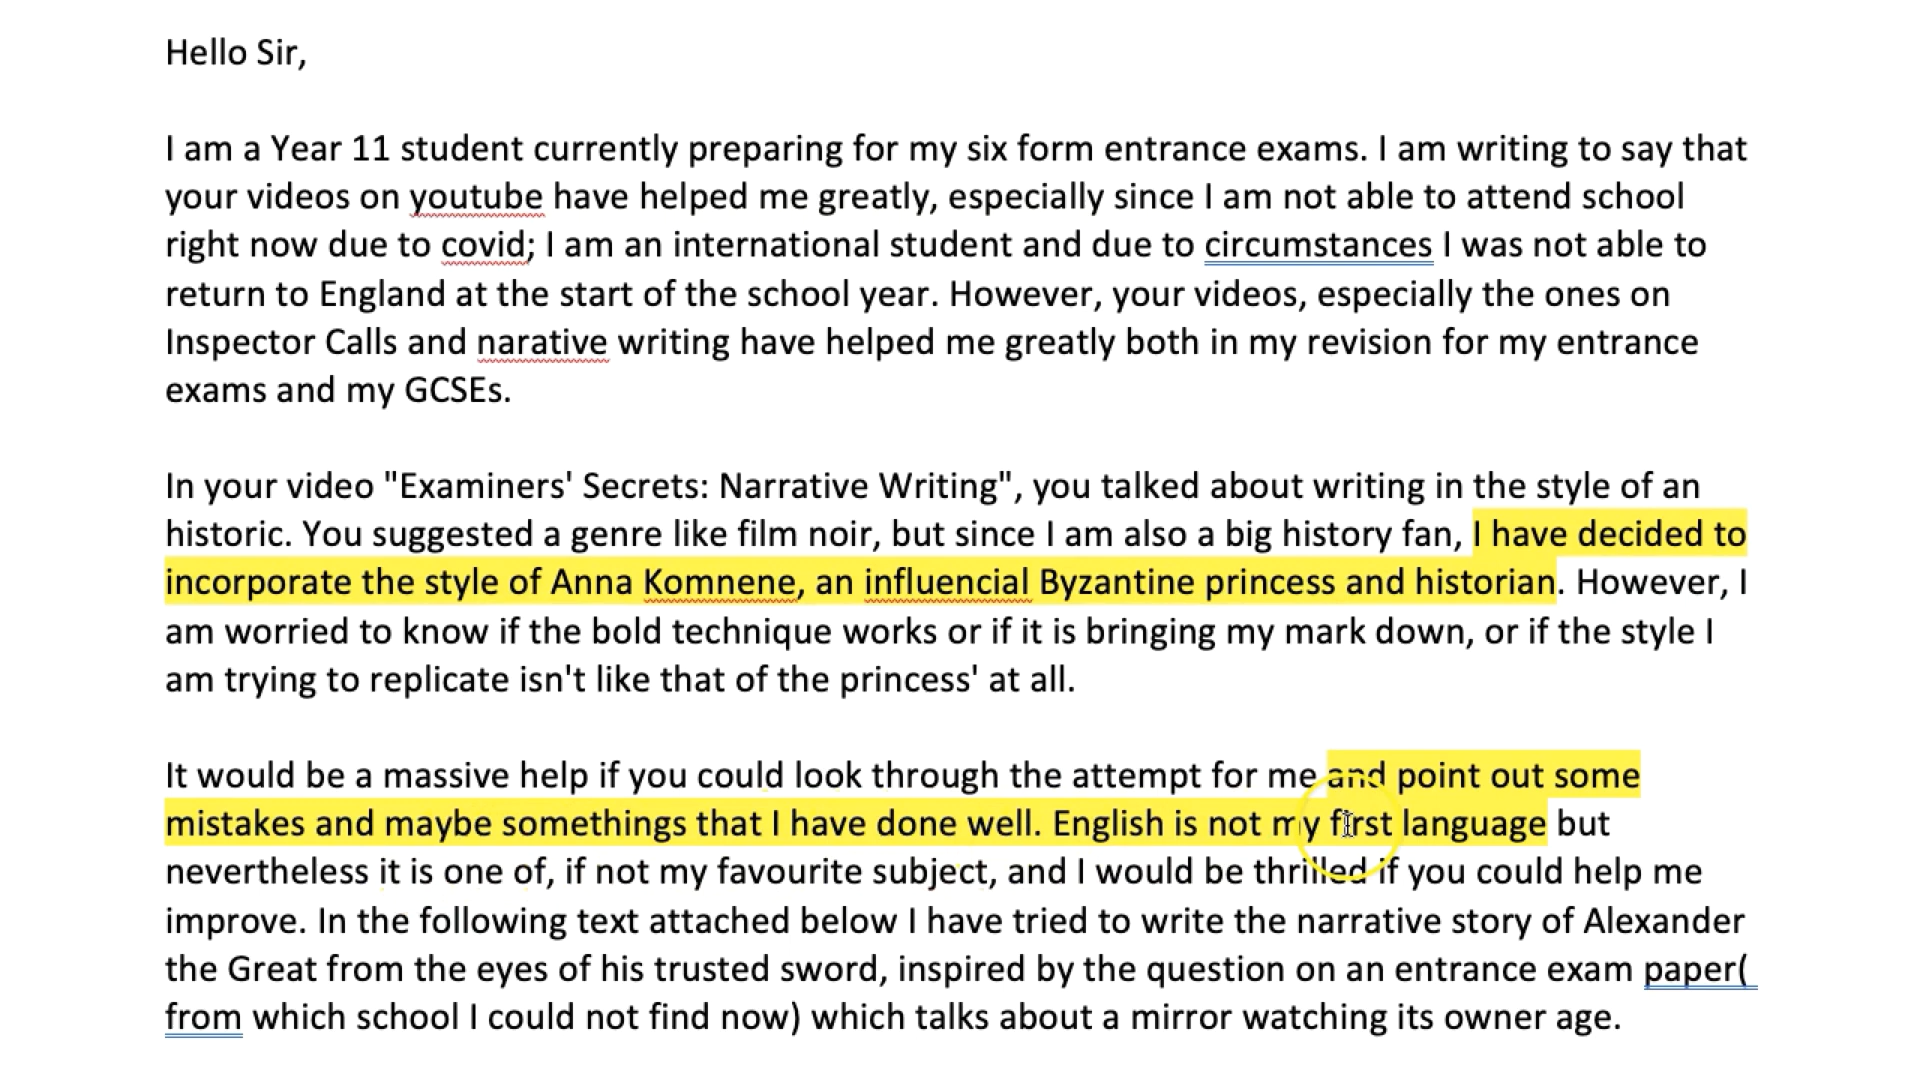 Hello Sir,
I am a Year 11 student currently preparing for my six form entrance exams. I am writing to say that
your videos on youtube have helped me greatly, especially since I am not able to attend school
right now due to covid; I am an international student and due to circumstances I was not able to
return to England at the start of the school year. However, your videos, especially the ones on
Inspector Calls and narative writing have helped me greatly both in my revision for my entrance
exams and my GCSEs.
In your video "Examiners' Secrets: Narrative Writing", you talked about writing in the style of an
historic. You suggested a genre like film noir, but since I am also a big history fan, I have decided to
incorporate the style of Anna Komnene, an influencial Byzantine princess and historian. However, I
am worried to know if the bold technique works or if it is bringing my mark down, or if the style I
am trying to replicate isn't like that of the princess' at all.
It would be a massive help if you could look through the attempt for me and point out some
mistakes and maybe somethings that I have done well. English is not my first language but
nevertheless it is one of, if not my favourite subject, and I would be thrilled if you could help me
improve. In the following text attached below I have tried to write the narrative story of Alexander
the Great from the eyes of his trusted sword, inspired by the question on an entrance exam paper(
from which school I could not find now) which talks about a mirror watching its owner age.